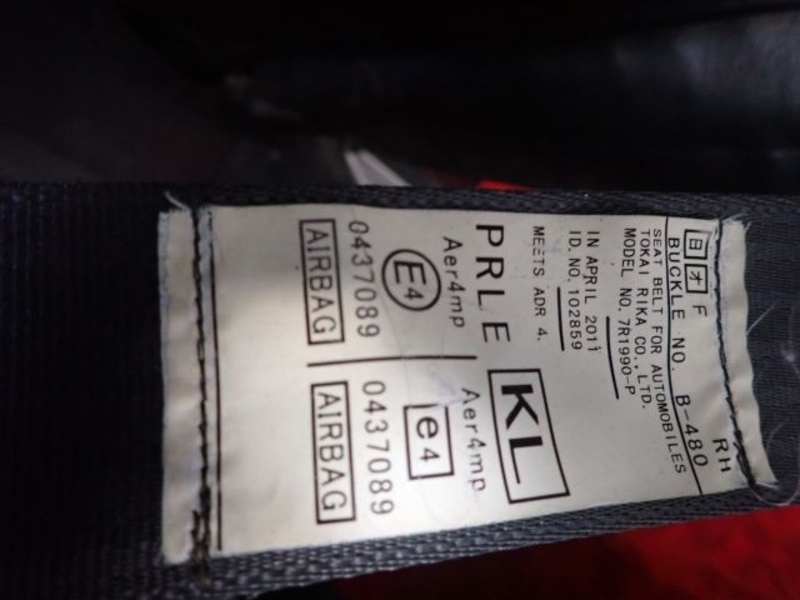 日オ F RH
BUCKLE NO. B-480
SEAT BELT FOR AUTOMOBILES
TOKAI RIKA CO., LTD.
MODEL NO. 7R1990-P
IN APRIL 2011
ID. NO. 102859
MEETS ADR 4.
PRLE KL
Aer4mp Aer4mp
E4 e4
0437089 0437089
AIRBAG AIRBAG